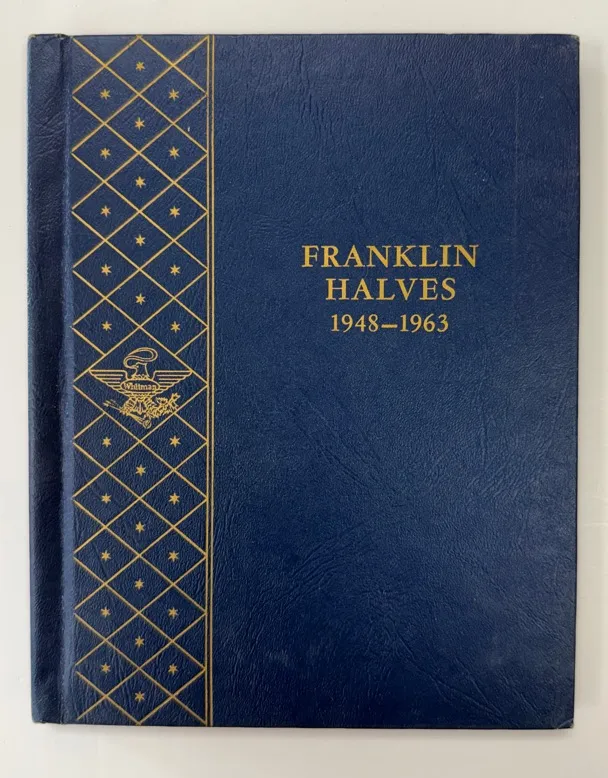 FRANKLIN
HALVES
1948–1963
Whitman